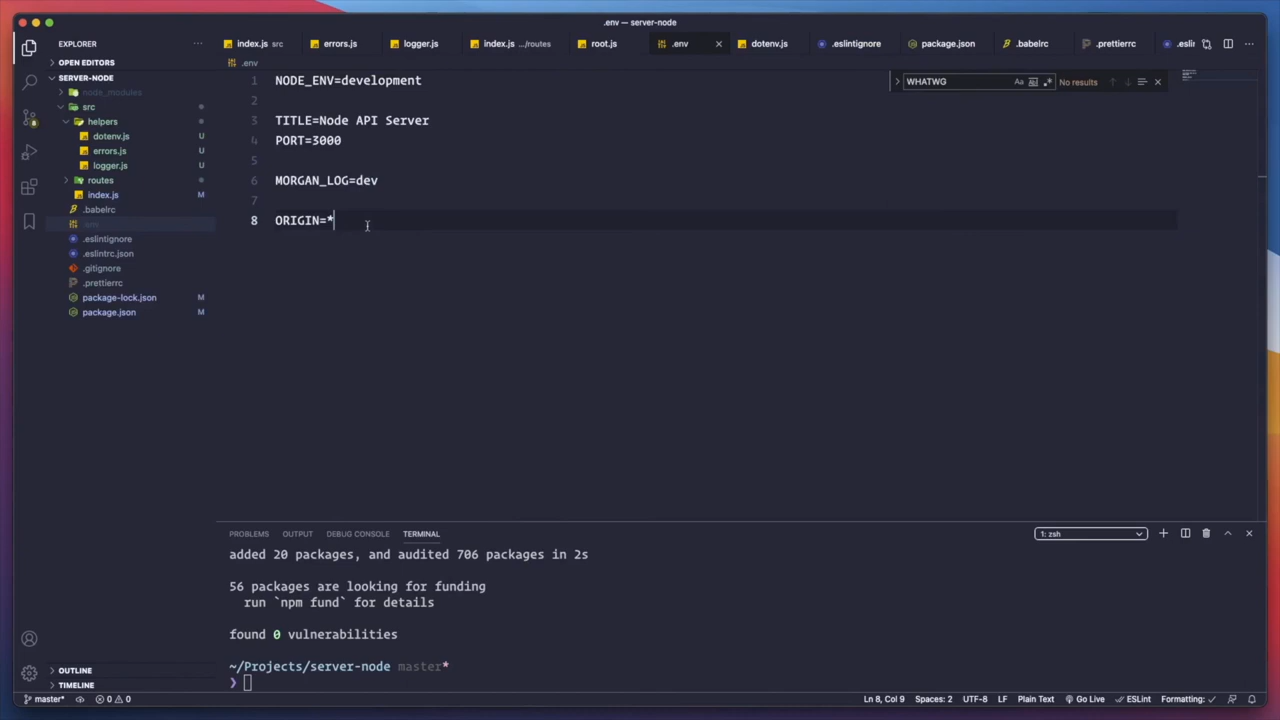 .env — server-node
EXPLORER
index.js src
errors.js
logger.js
index.js .../routes
root.js
.env
dotenv.js
.eslintignore
package.json
.babelrc
.prettierrc
.eslin
OPEN EDITORS
SERVER-NODE
node_modules
src
helpers
dotenv.js U
errors.js U
logger.js U
routes
index.js M
.babelrc
.env
.eslintignore
.eslintrc.json
.gitignore
.prettierrc
package-lock.json M
package.json M
OUTLINE
TIMELINE
.env
WHATWG Aa No results
1 NODE_ENV=development
2
3 TITLE=Node API Server
4 PORT=3000
5
6 MORGAN_LOG=dev
7
8 ORIGIN=*
PROBLEMS OUTPUT DEBUG CONSOLE TERMINAL 1: zsh
added 20 packages, and audited 706 packages in 2s
56 packages are looking for funding
run `npm fund` for details
found 0 vulnerabilities
~/Projects/server-node master*
❯
master* 0 0 Ln 8, Col 9 Spaces: 2 UTF-8 LF Plain Text Go Live ESLint Formatting: ✓